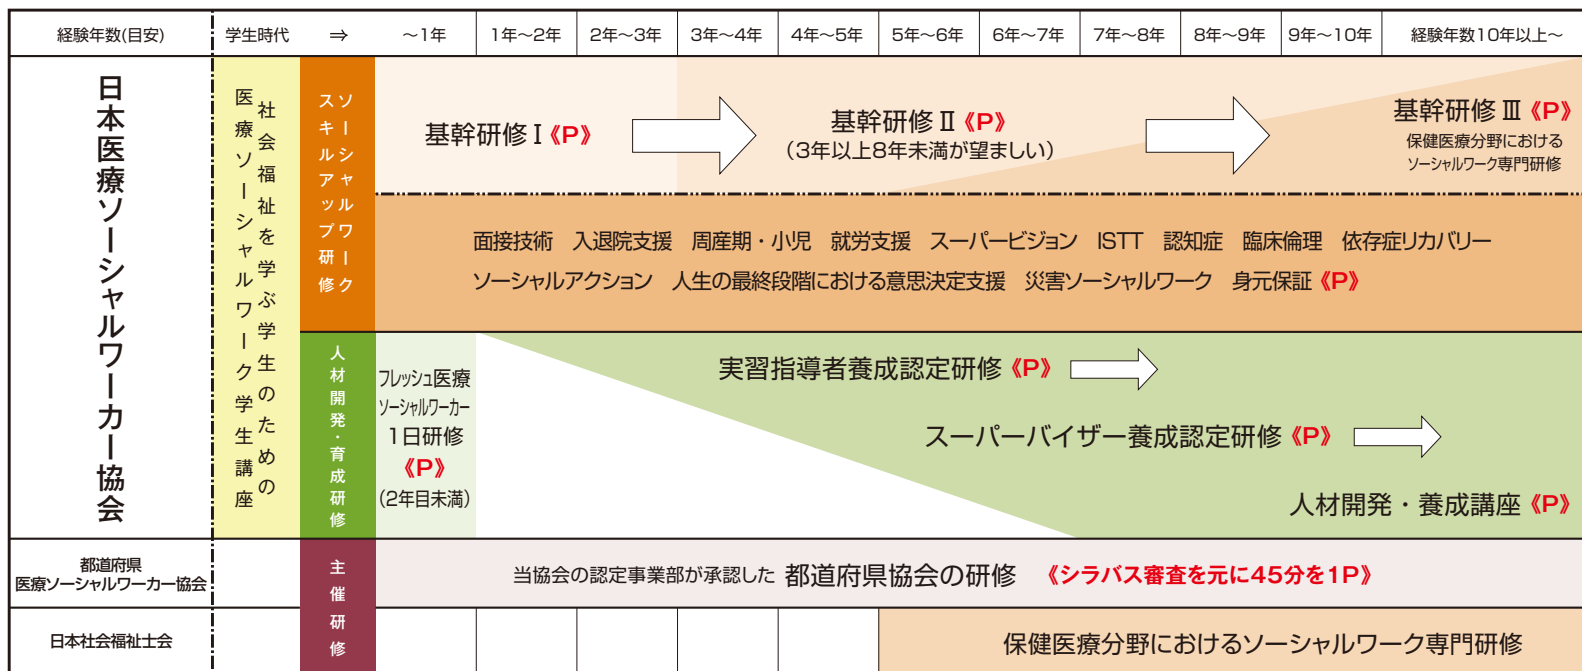 経験年数(目安)
学生時代
⇒
～1年
1年～2年
2年～3年
3年～4年
4年～5年
5年～6年
6年～7年
7年～8年
8年～9年
9年～10年
経験年数10年以上～
日本医療ソーシャルワーカー協会
社会福祉を学ぶ学生のための
医療ソーシャルワーク学生講座
ソーシャルワーク
スキルアップ研修
基幹研修Ⅰ《P》
基幹研修Ⅱ《P》
（3年以上8年未満が望ましい）
基幹研修Ⅲ《P》
保健医療分野における
ソーシャルワーク専門研修
面接技術　入退院支援　周産期・小児　就労支援　スーパービジョン　ISTT　認知症　臨床倫理　依存症リカバリー
ソーシャルアクション　人生の最終段階における意思決定支援　災害ソーシャルワーク　身元保証《P》
人材開発・育成研修
フレッシュ医療
ソーシャルワーカー
1日研修
《P》
(2年目未満)
実習指導者養成認定研修《P》
スーパーバイザー養成認定研修《P》
人材開発・養成講座《P》
都道府県
医療ソーシャルワーカー協会
主催研修
当協会の認定事業部が承認した 都道府県協会の研修　《シラバス審査を元に45分を1P》
日本社会福祉士会
保健医療分野におけるソーシャルワーク専門研修